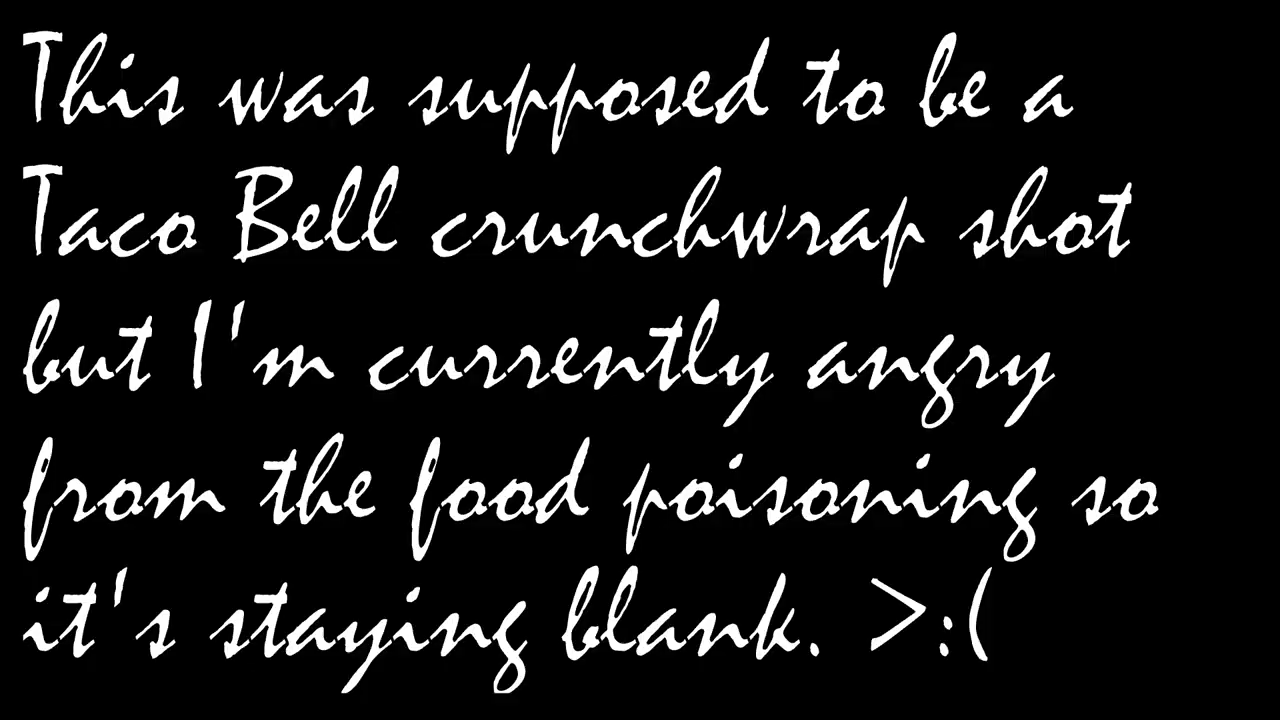 This was supposed to be a
Taco Bell crunchwrap shot
but I'm currently angry
from the food poisoning so
it's staying blank. >:(